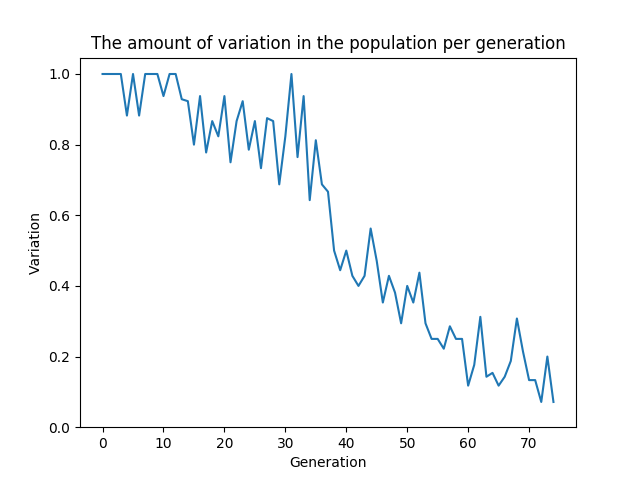 The amount of variation in the population per generation
1.0
0.8
0.6
0.4
0.2
0.0
Variation
0 10 20 30 40 50 60 70
Generation